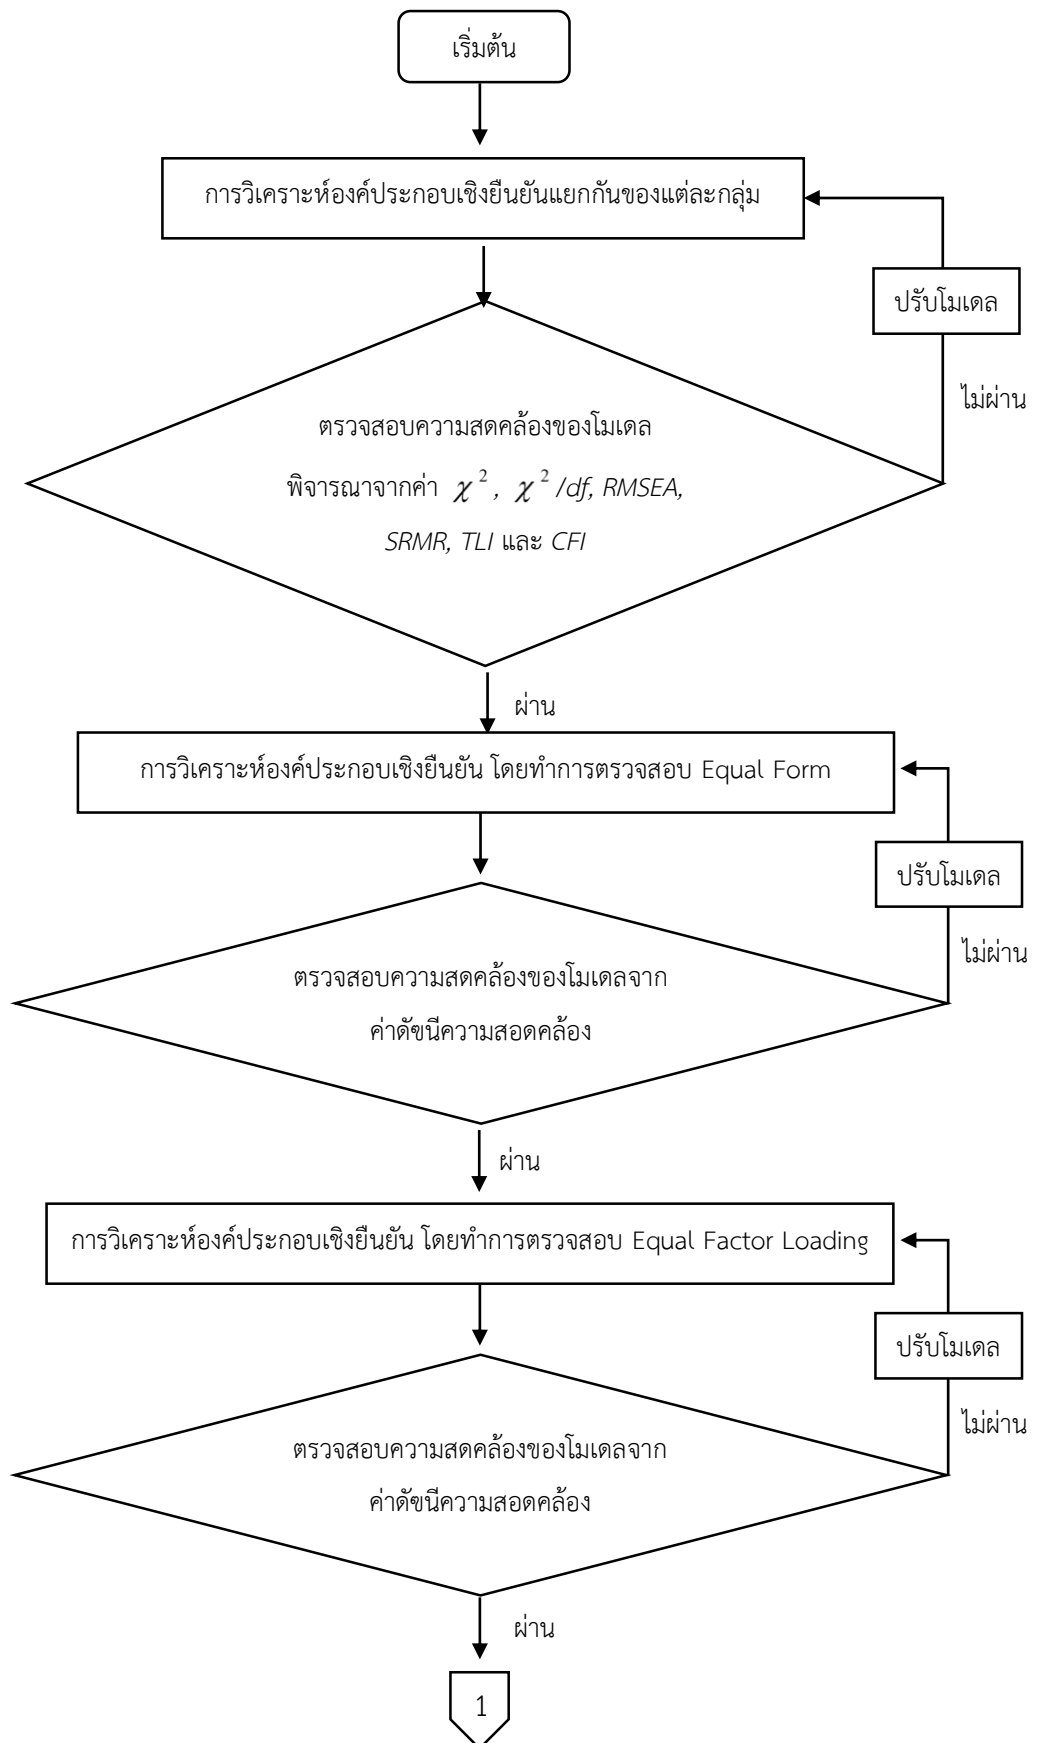 เริ่มต้น
การวิเคราะห์องค์ประกอบเชิงยืนยันแยกกันของแต่ละกลุ่ม
ปรับโมเดล
ไม่ผ่าน
ตรวจสอบความสดคล้องของโมเดล
พิจารณาจากค่า χ², χ²/df, RMSEA,
SRMR, TLI และ CFI
ผ่าน
การวิเคราะห์องค์ประกอบเชิงยืนยัน โดยทำการตรวจสอบ Equal Form
ปรับโมเดล
ไม่ผ่าน
ตรวจสอบความสดคล้องของโมเดลจาก
ค่าดัขนีความสอดคล้อง
ผ่าน
การวิเคราะห์องค์ประกอบเชิงยืนยัน โดยทำการตรวจสอบ Equal Factor Loading
ปรับโมเดล
ไม่ผ่าน
ตรวจสอบความสดคล้องของโมเดลจาก
ค่าดัขนีความสอดคล้อง
ผ่าน
1